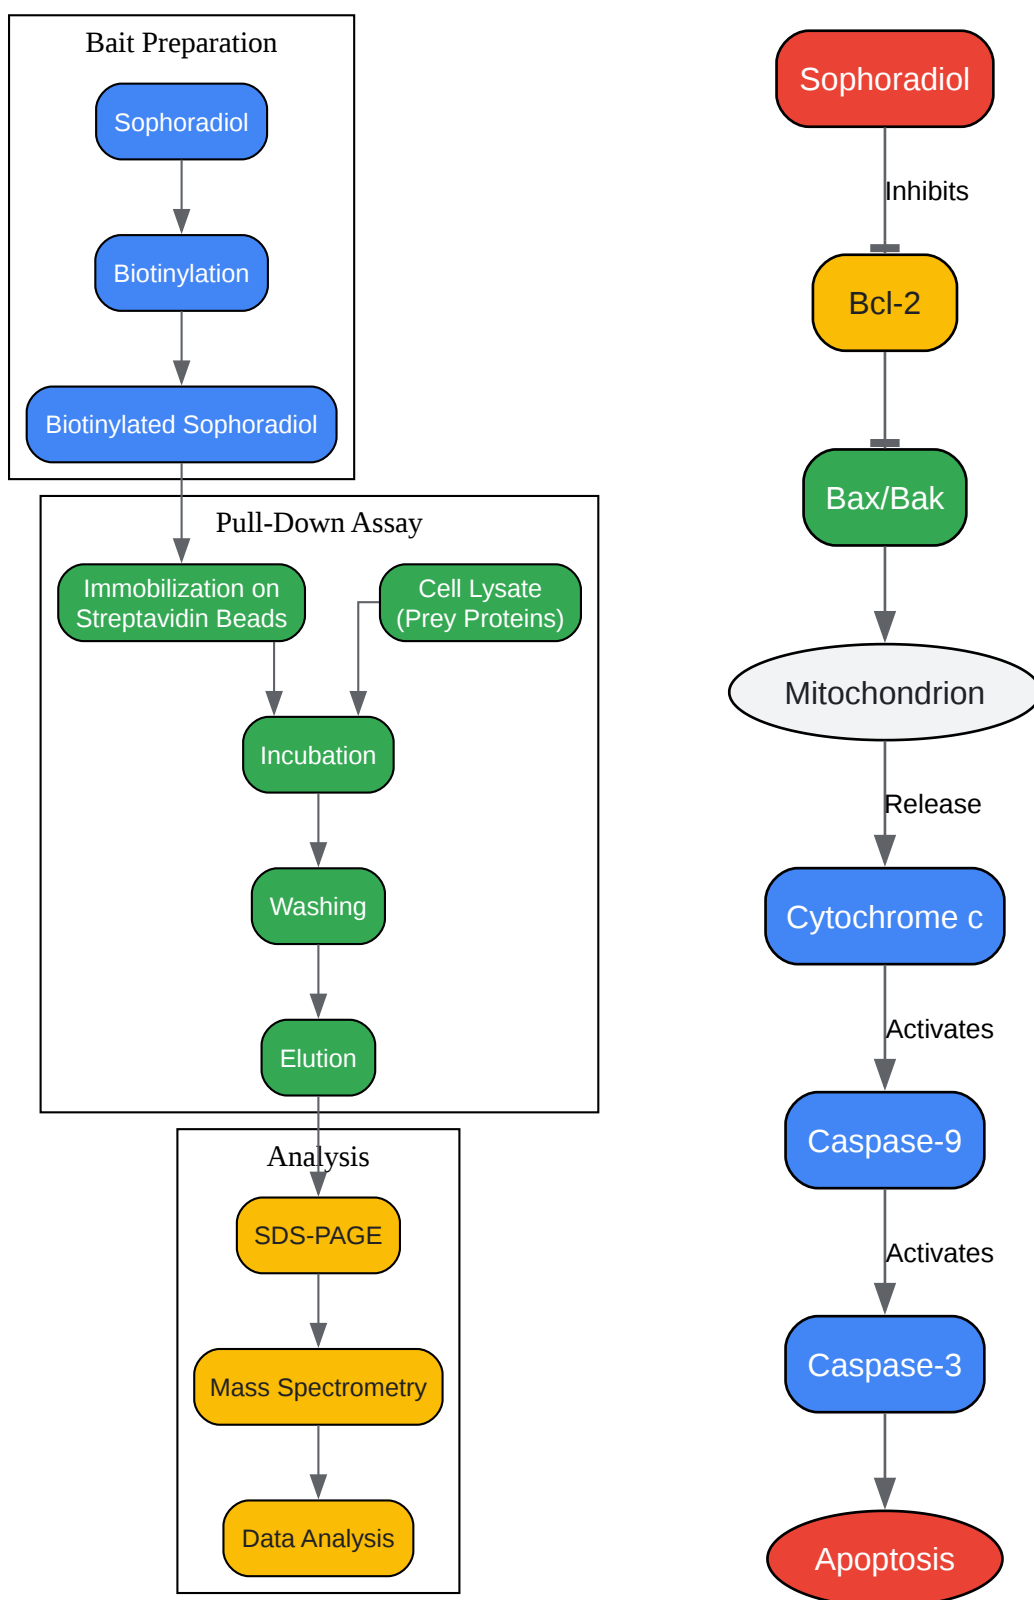 Bait Preparation
Sophoradiol
Biotinylation
Biotinylated Sophoradiol
Pull-Down Assay
Immobilization on
Streptavidin Beads
Cell Lysate
(Prey Proteins)
Incubation
Washing
Elution
Analysis
SDS-PAGE
Mass Spectrometry
Data Analysis
Sophoradiol
Inhibits
Bcl-2
Bax/Bak
Mitochondrion
Release
Cytochrome c
Activates
Caspase-9
Activates
Caspase-3
Apoptosis